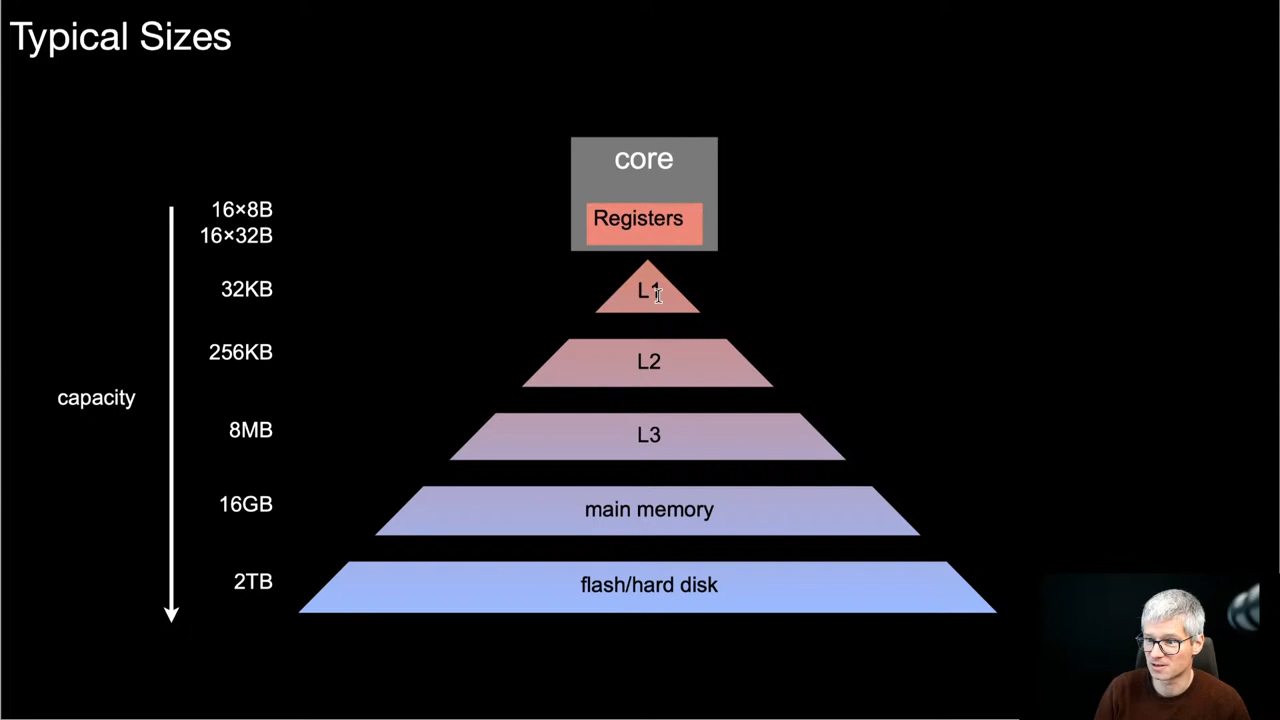 Typical Sizes
core
16×8B
Registers
16×32B
32KB
L1
256KB
L2
capacity
8MB
L3
16GB
main memory
2TB
flash/hard disk